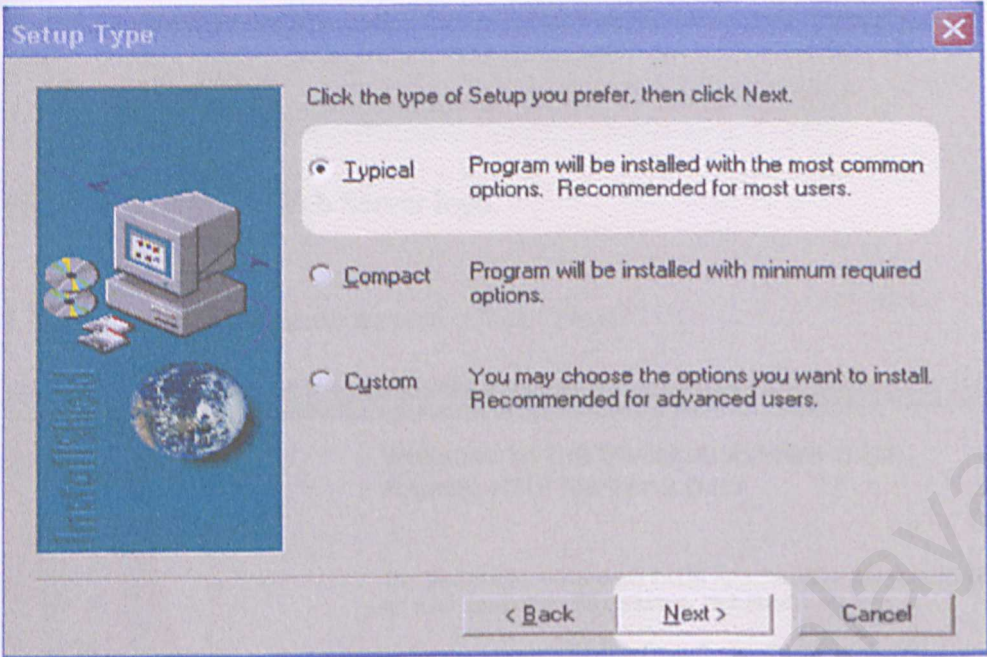 Setup Type
Click the type of Setup you prefer, then click Next.
Typical
Program will be installed with the most common
options. Recommended for most users.
Compact
Program will be installed with minimum required
options.
Custom
You may choose the options you want to install.
Recommended for advanced users.
InstallShield
< Back
Next >
Cancel